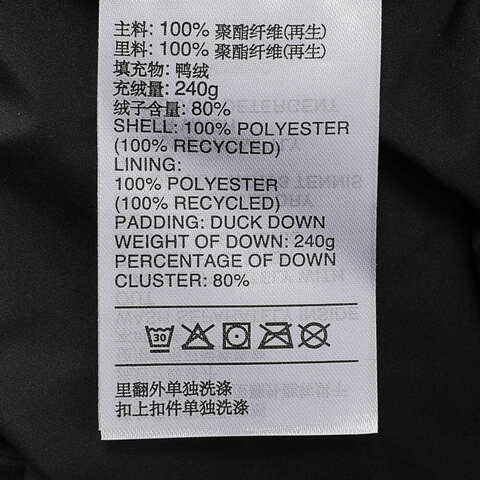 主料: 100% 聚酯纤维(再生)
里料: 100% 聚酯纤维(再生)
填充物: 鸭绒
充绒量: 240g
绒子含量: 80%
SHELL: 100% POLYESTER
(100% RECYCLED)
LINING:
100% POLYESTER
(100% RECYCLED)
PADDING: DUCK DOWN
WEIGHT OF DOWN: 240g
PERCENTAGE OF DOWN
CLUSTER: 80%
30
里翻外单独洗涤
扣上扣件单独洗涤